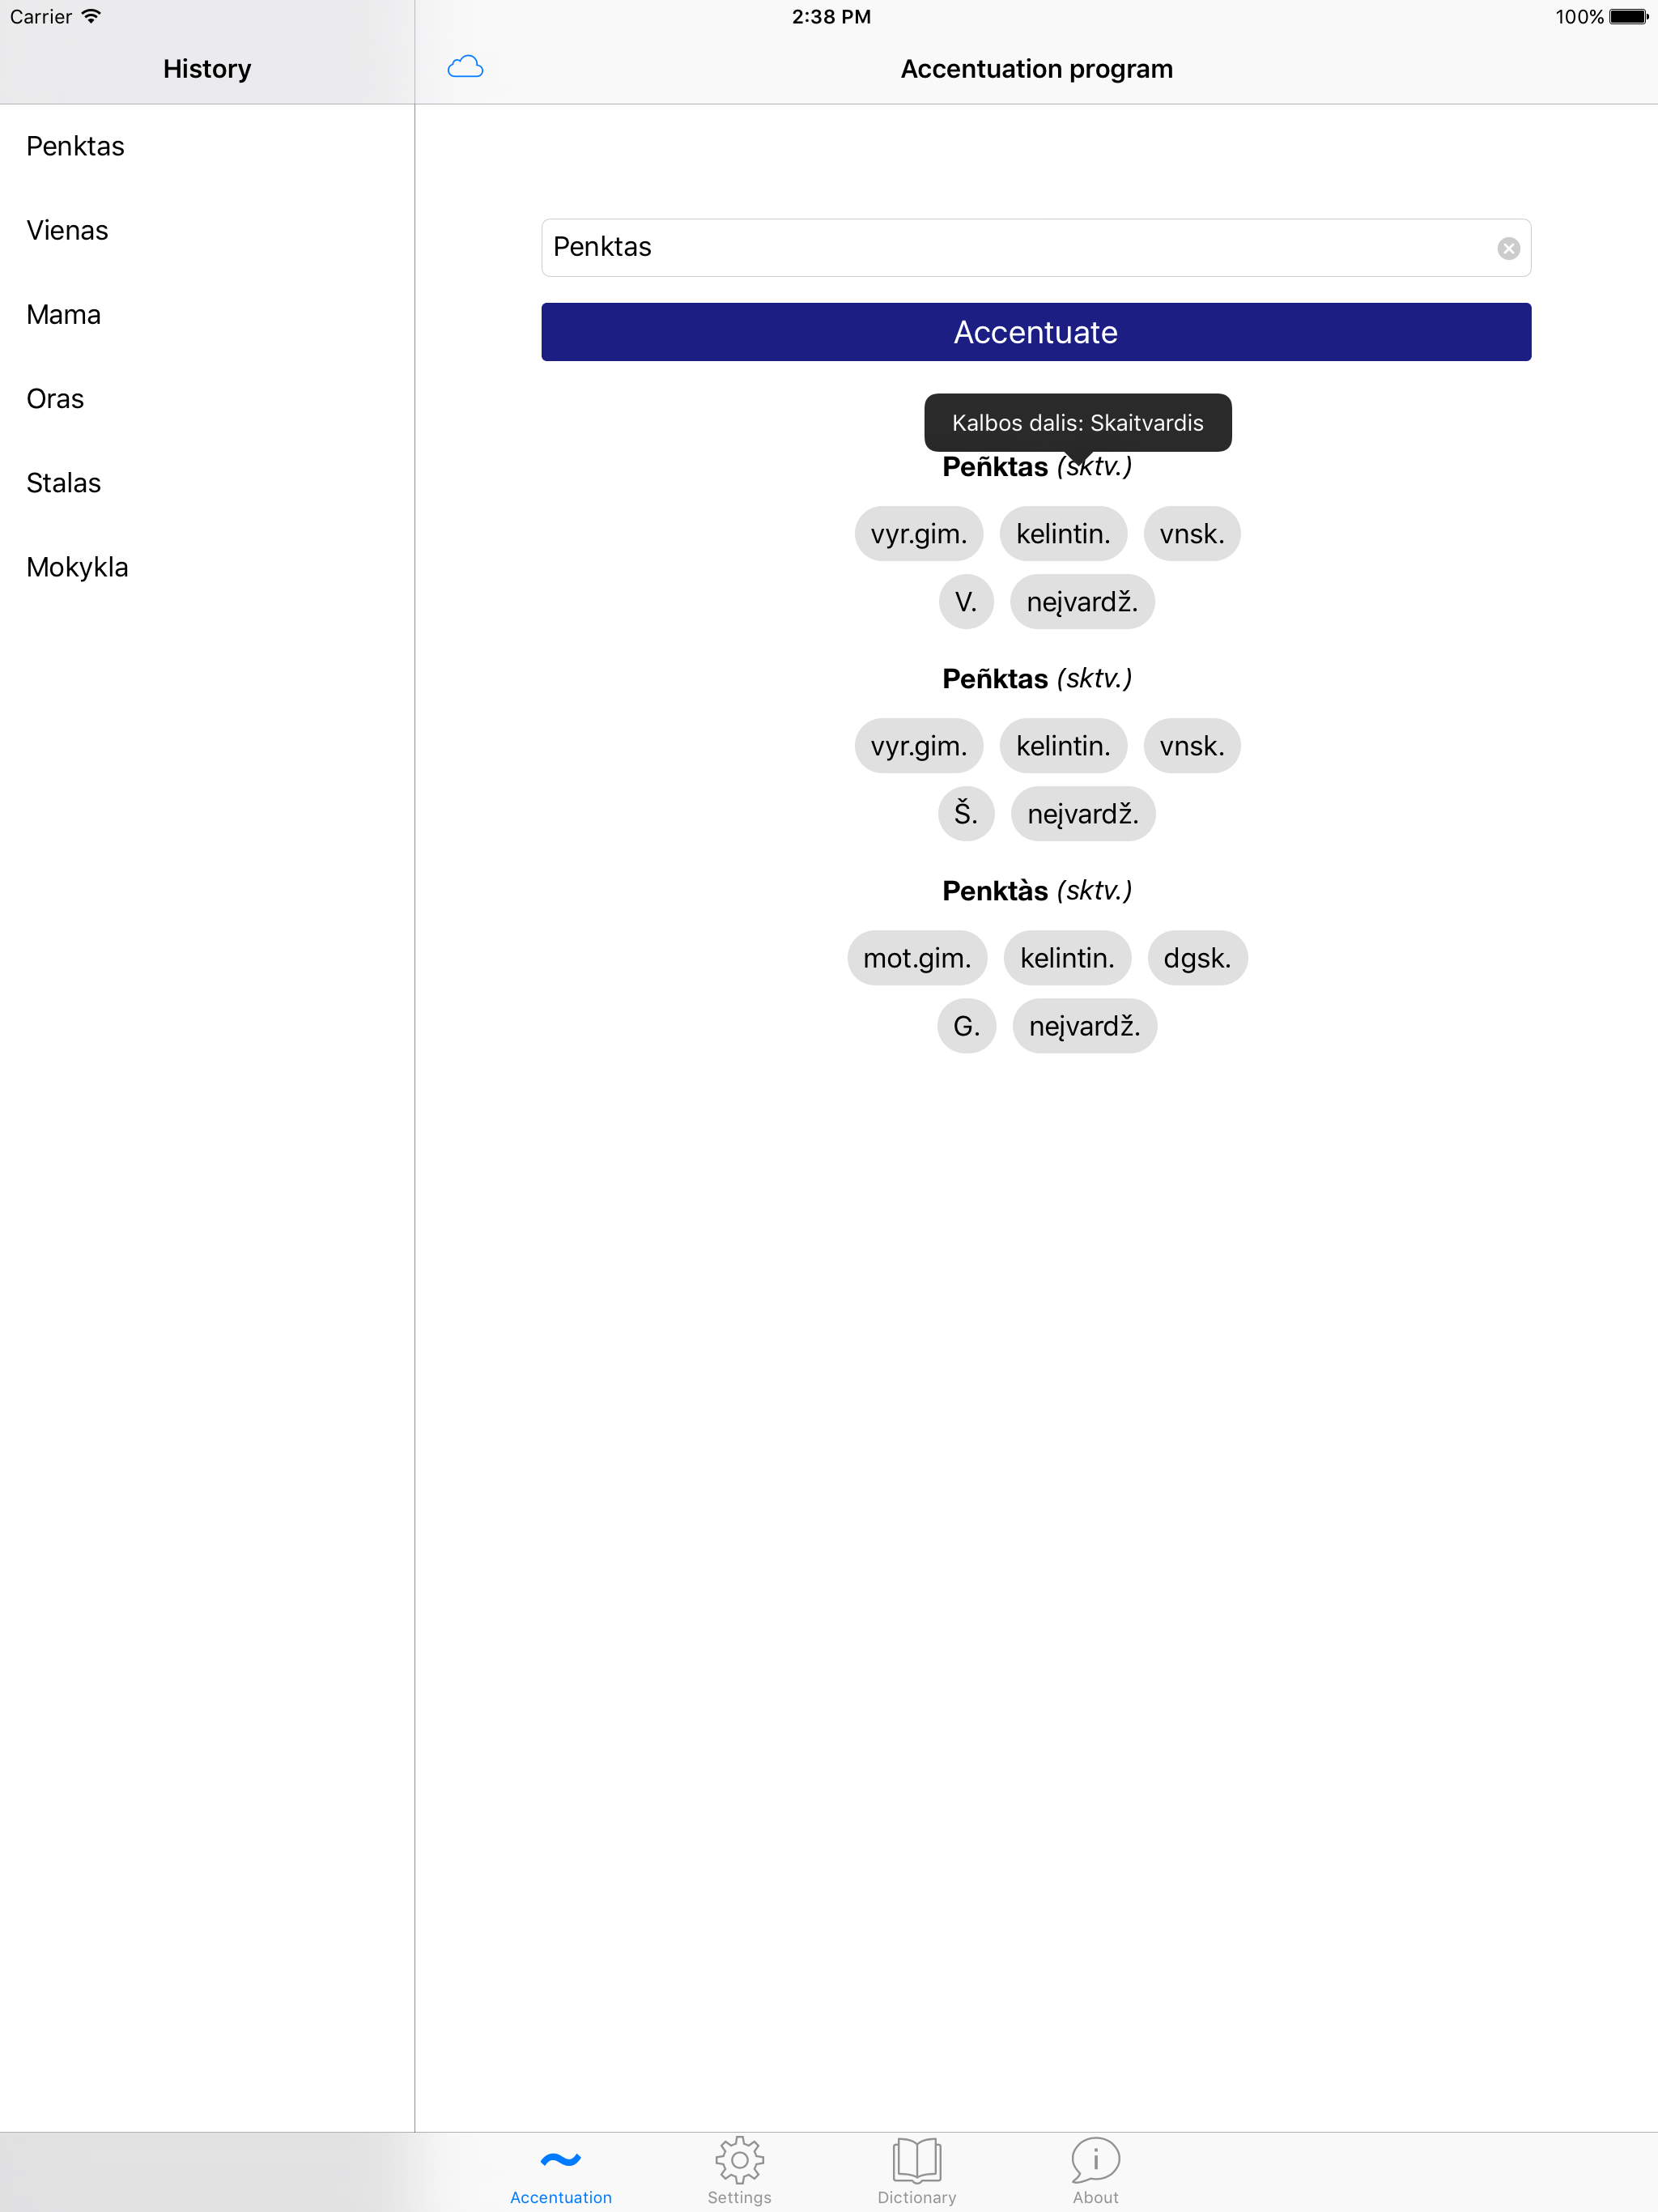 Carrier 2:38 PM 100%
History
Accentuation program
Penktas
Vienas
Mama
Oras
Stalas
Mokykla
Penktas
Accentuate
Kalbos dalis: Skaitvardis
Peñktas (sktv.)
vyr.gim. kelintin. vnsk.
V. neįvardž.
Peñktas (sktv.)
vyr.gim. kelintin. vnsk.
Š. neįvardž.
Penktàs (sktv.)
mot.gim. kelintin. dgsk.
G. neįvardž.
Accentuation Settings Dictionary About